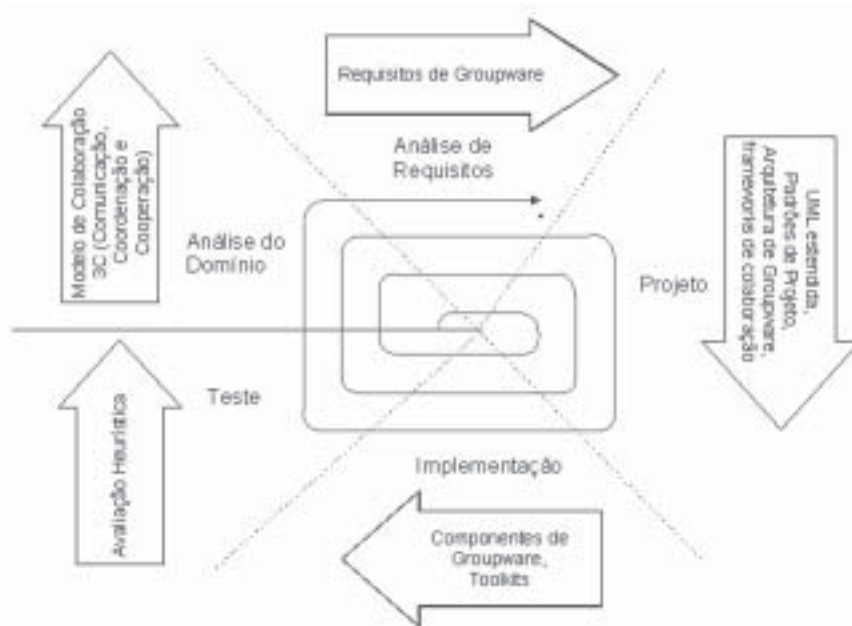 Requisitos de Groupware
Análise de
Requisitos
Modelo de Colaboração
3C (Comunicação,
Coordenação e
Cooperação)
Análise do
Domínio
Projeto
UML estendida,
Padrões de Projeto,
Arquitetura de Groupware,
frameworks de colaboração
Teste
Avaliação Heurística
Implementação
Componentes de
Groupware,
Toolkits